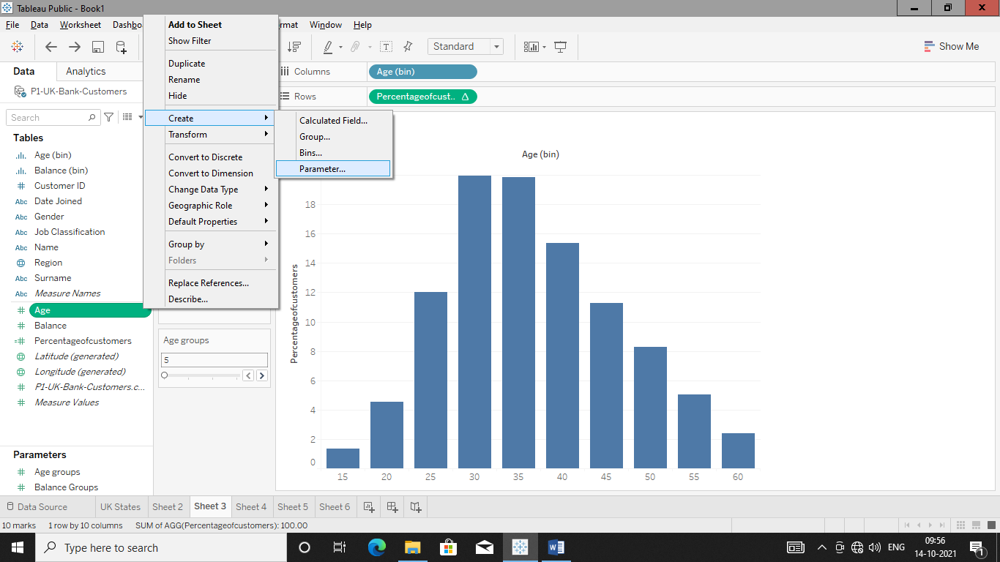 Tableau Public - Book1
File Data Worksheet Dashbo rmat Window Help
Standard
Show Me
Data Analytics
P1-UK-Bank-Customers
Search
Tables
Age (bin)
Balance (bin)
Customer ID
Abc Date Joined
Abc Gender
Abc Job Classification
Abc Name
Region
Abc Surname
Abc Measure Names
Age
Balance
Percentageofcustomers
Latitude (generated)
Longitude (generated)
P1-UK-Bank-Customers.c...
Measure Values
Parameters
Age groups
Balance Groups
Add to Sheet
Show Filter
Duplicate
Rename
Hide
Create
Transform
Convert to Discrete
Convert to Dimension
Change Data Type
Geographic Role
Default Properties
Group by
Folders
Replace References...
Describe...
Calculated Field...
Group...
Bins...
Parameter...
Age groups
5
Columns
Age (bin)
Rows
Percentageofcust.. Δ
Age (bin)
Percentageofcustomers
18
16
14
12
10
8
6
4
2
0
15 20 25 30 35 40 45 50 55 60
Data Source UK States Sheet 2 Sheet 3 Sheet 4 Sheet 5 Sheet 6
10 marks 1 row by 10 columns SUM of AGG(Percentageofcustomers): 100.00
Type here to search
W
ENG
09:56
14-10-2021
1